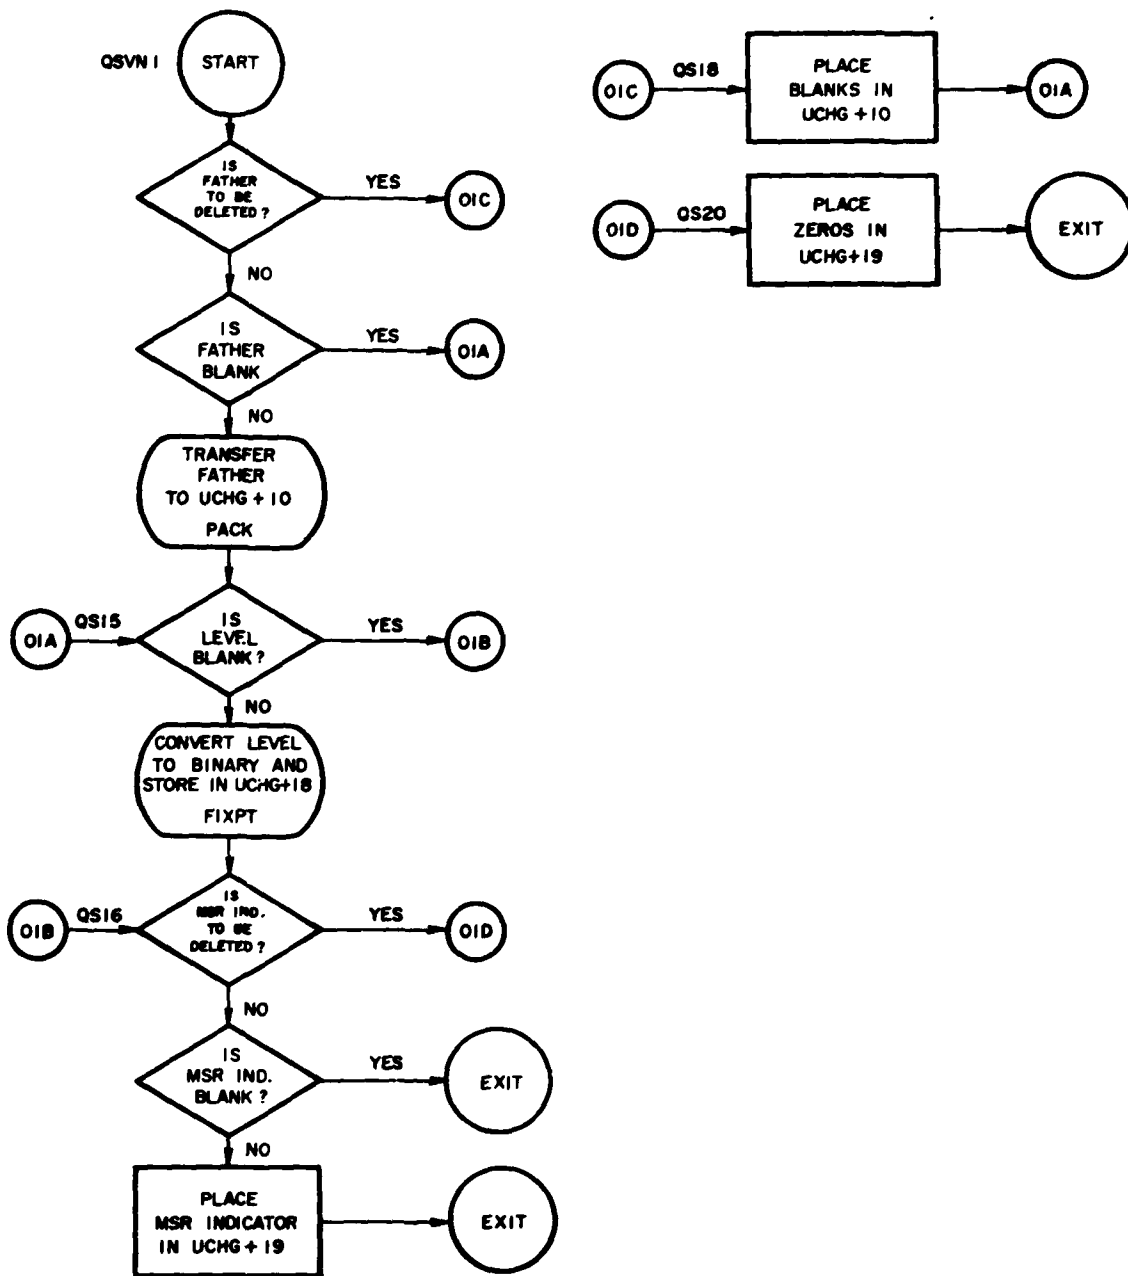 QSVN1
START
IS
FATHER
TO BE
DELETED?
YES
01C
NO
IS
FATHER
BLANK
YES
01A
NO
TRANSFER
FATHER
TO UCHG + 10
PACK
01A
QS15
IS
LEVEL
BLANK?
YES
01B
NO
CONVERT LEVEL
TO BINARY AND
STORE IN UCHG+18
FIXPT
01B
QS16
IS
MSR IND.
TO BE
DELETED?
YES
01D
NO
IS
MSR IND.
BLANK?
YES
EXIT
NO
PLACE
MSR INDICATOR
IN UCHG + 19
EXIT
01C
QS18
PLACE
BLANKS IN
UCHG +10
01A
01D
QS20
PLACE
ZEROS IN
UCHG+19
EXIT